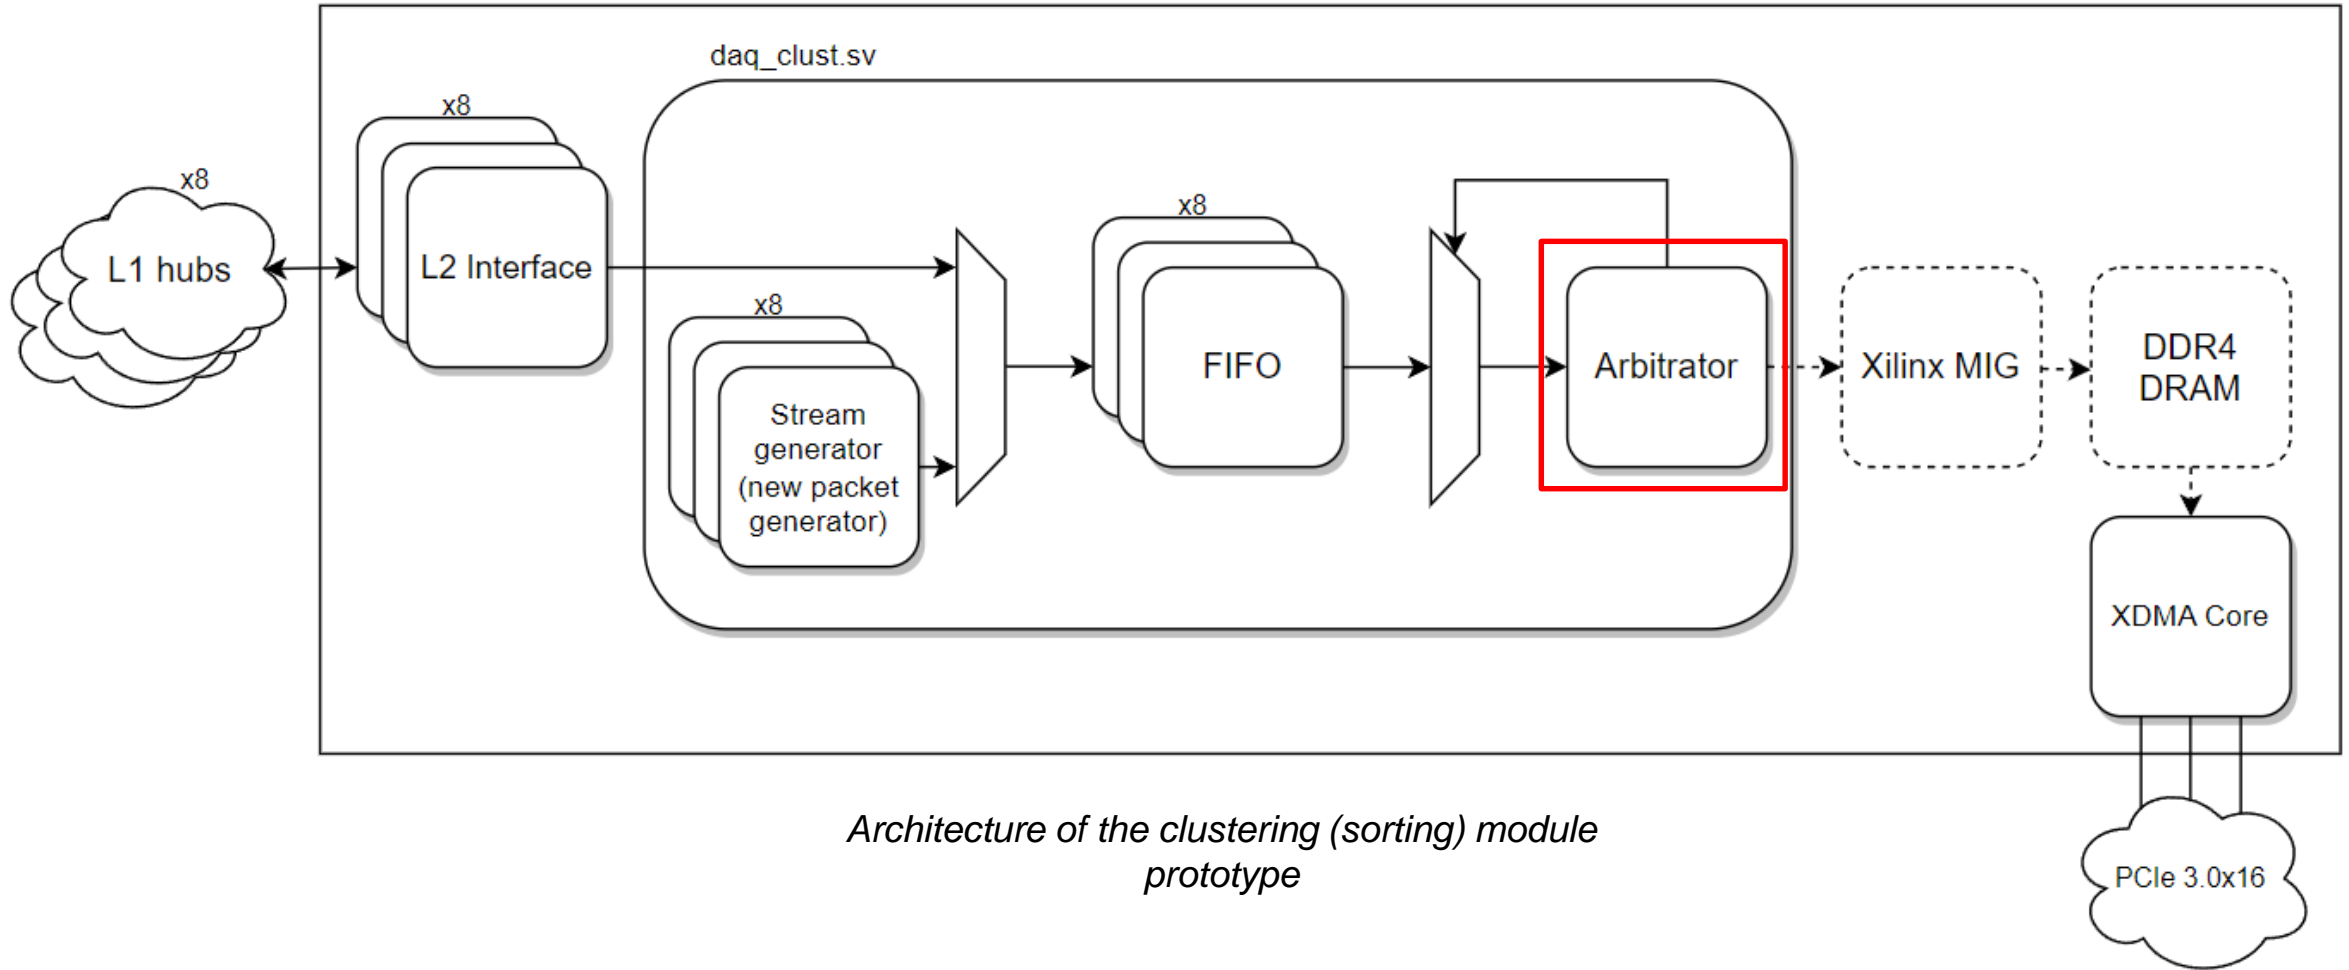 daq_clust.sv
x8
x8
L1 hubs
L2 Interface
x8
Stream
generator
(new packet
generator)
x8
FIFO
Arbitrator
Xilinx MIG
DDR4
DRAM
XDMA Core
PCIe 3.0x16
Architecture of the clustering (sorting) module
prototype